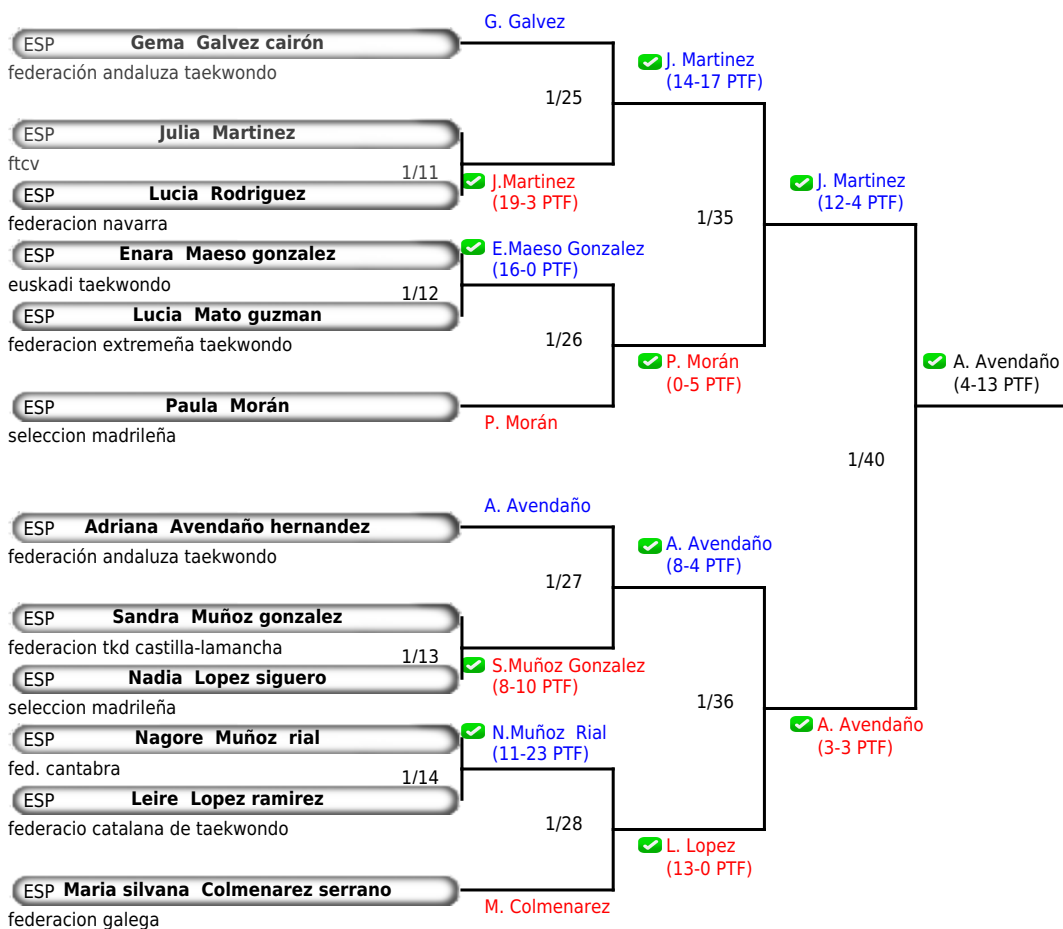 G. Galvez
ESP Gema Galvez cairón
federación andaluza taekwondo
J. Martinez
(14-17 PTF)
1/25
ESP Julia Martinez
ftcv
1/11
J.Martinez
(19-3 PTF)
ESP Lucia Rodriguez
federacion navarra
J. Martinez
(12-4 PTF)
1/35
ESP Enara Maeso gonzalez
euskadi taekwondo
E.Maeso Gonzalez
(16-0 PTF)
1/12
ESP Lucia Mato guzman
federacion extremeña taekwondo
1/26
P. Morán
(0-5 PTF)
A. Avendaño
(4-13 PTF)
ESP Paula Morán
seleccion madrileña
P. Morán
1/40
A. Avendaño
ESP Adriana Avendaño hernandez
federación andaluza taekwondo
A. Avendaño
(8-4 PTF)
1/27
ESP Sandra Muñoz gonzalez
federacion tkd castilla-lamancha
1/13
S.Muñoz Gonzalez
(8-10 PTF)
ESP Nadia Lopez siguero
seleccion madrileña
1/36
A. Avendaño
(3-3 PTF)
ESP Nagore Muñoz rial
fed. cantabra
N.Muñoz Rial
(11-23 PTF)
1/14
ESP Leire Lopez ramirez
federacio catalana de taekwondo
1/28
L. Lopez
(13-0 PTF)
ESP Maria silvana Colmenarez serrano
federacion galega
M. Colmenarez